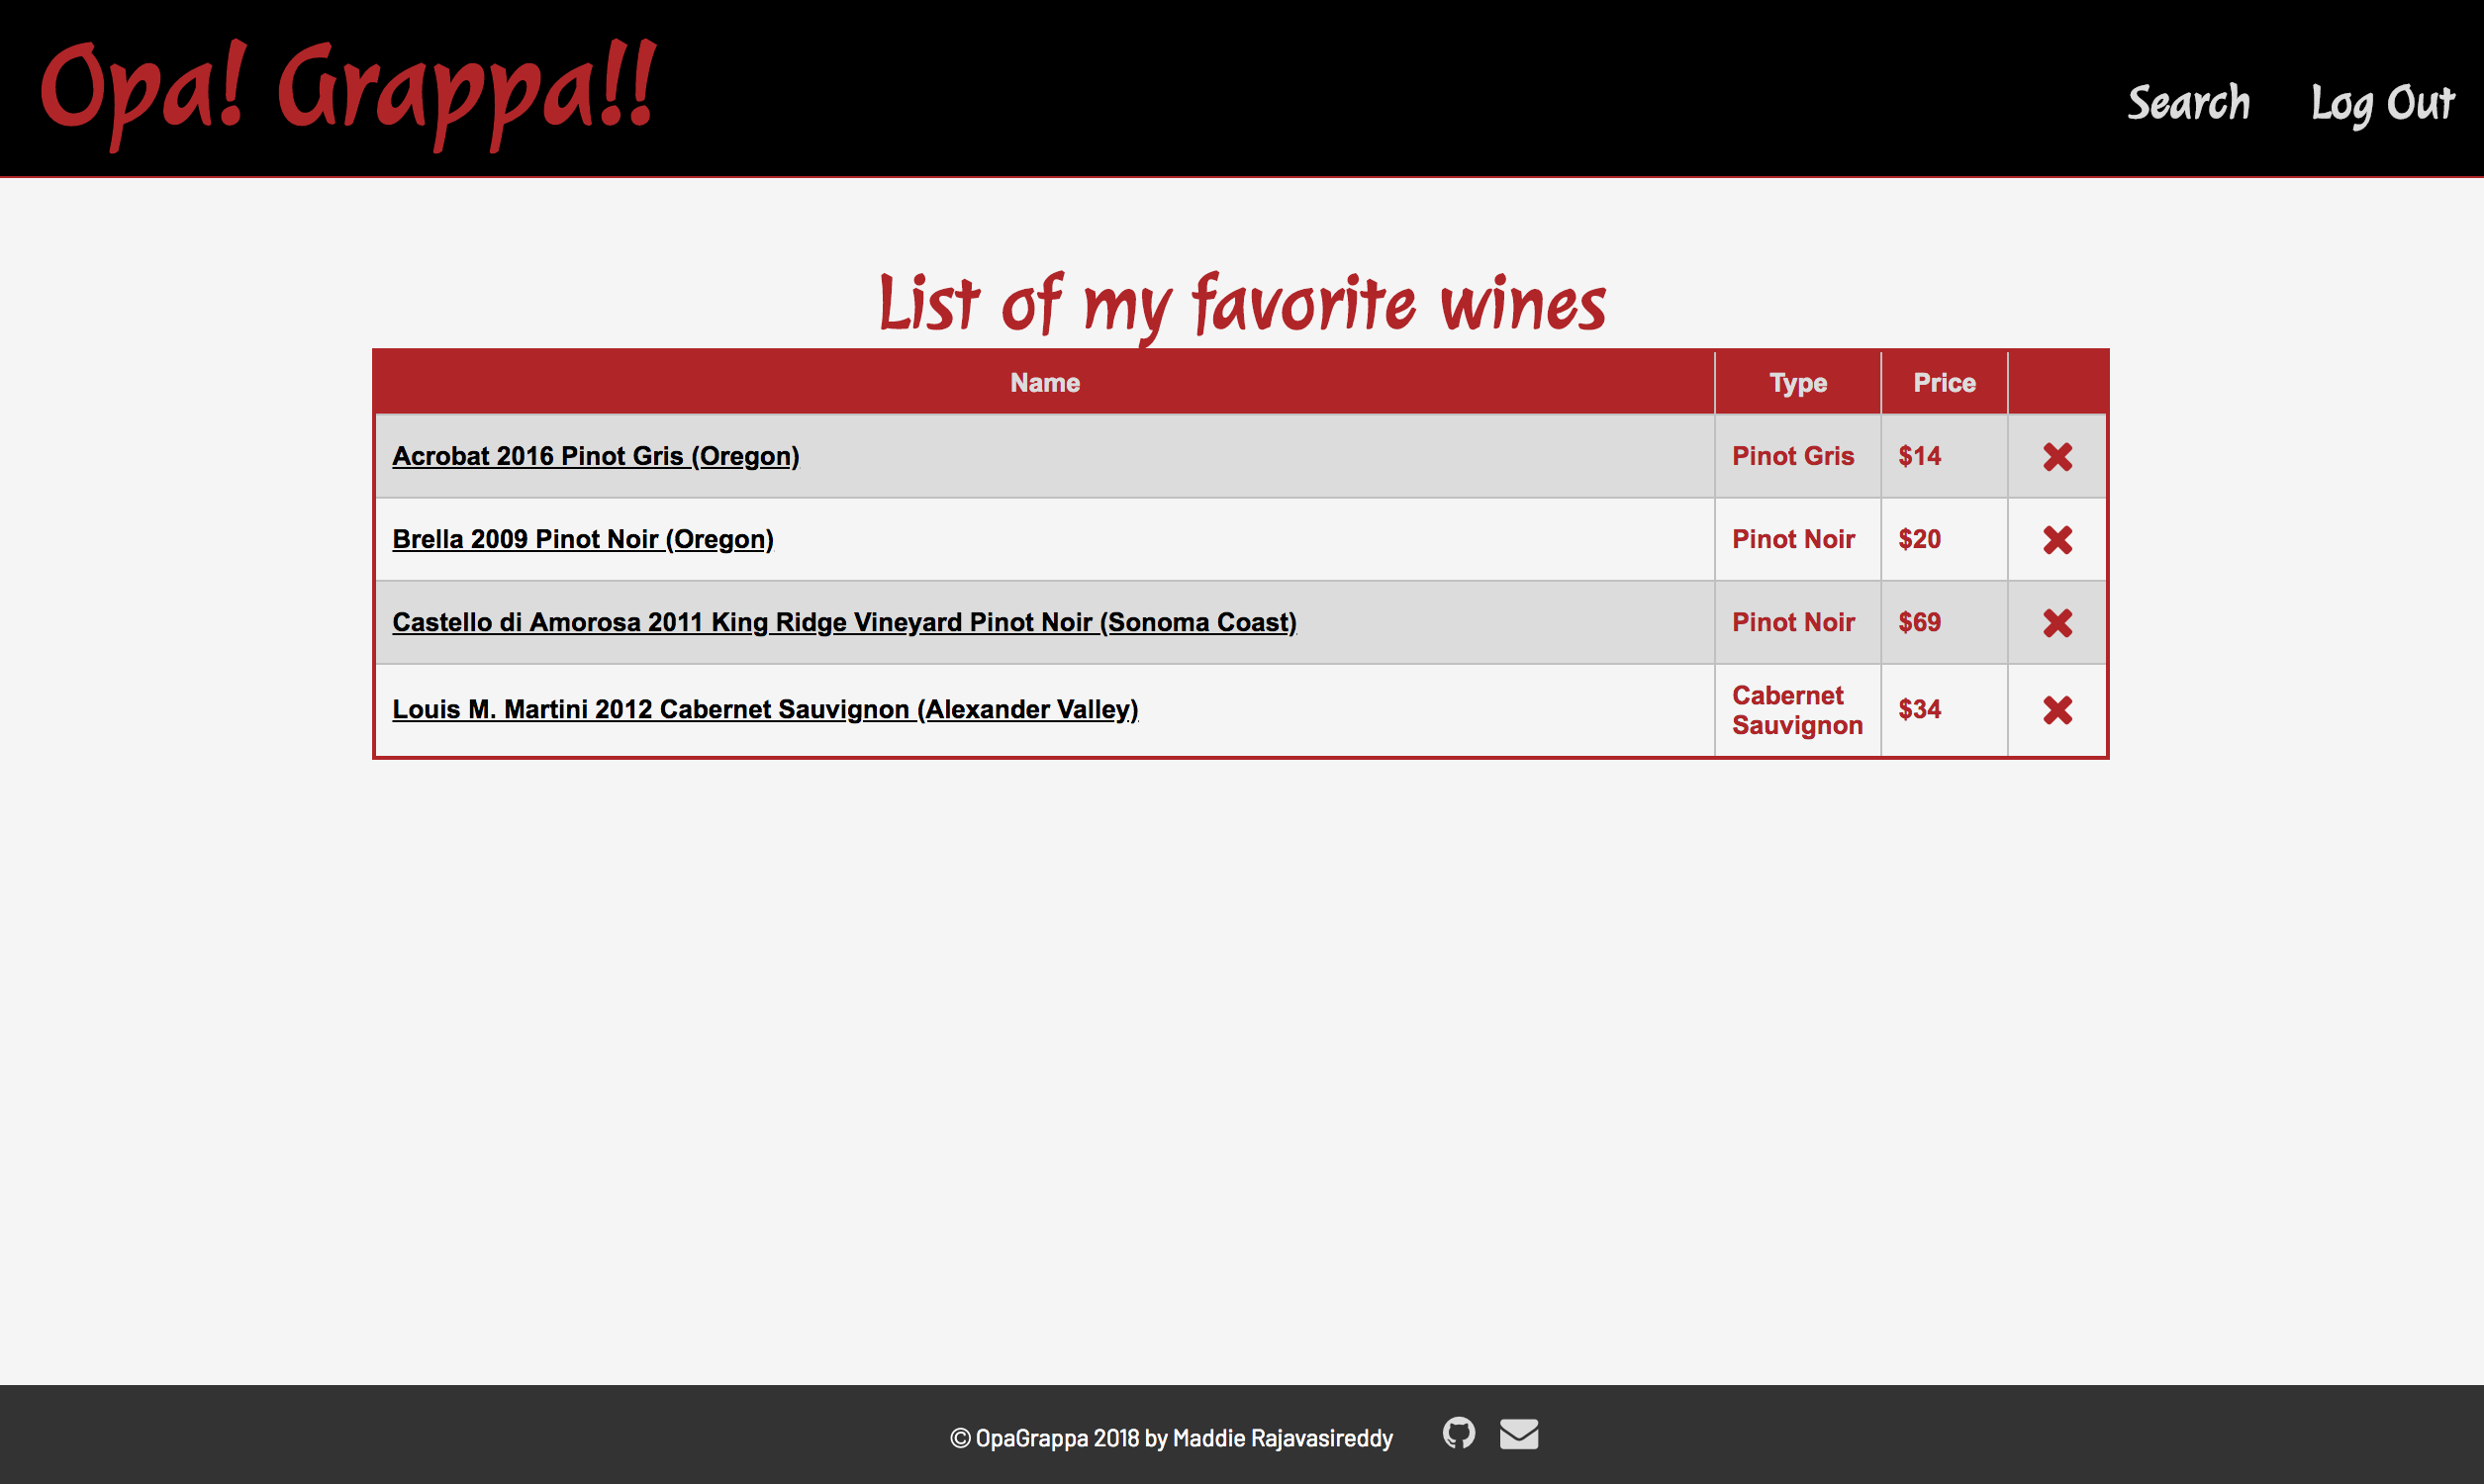 Opa! Grappa!!
Search Log Out
List of my favorite wines
Name Type Price
Acrobat 2016 Pinot Gris (Oregon) Pinot Gris $14
Brella 2009 Pinot Noir (Oregon) Pinot Noir $20
Castello di Amorosa 2011 King Ridge Vineyard Pinot Noir (Sonoma Coast) Pinot Noir $69
Louis M. Martini 2012 Cabernet Sauvignon (Alexander Valley) Cabernet Sauvignon $34
© OpaGrappa 2018 by Maddie Rajavasireddy